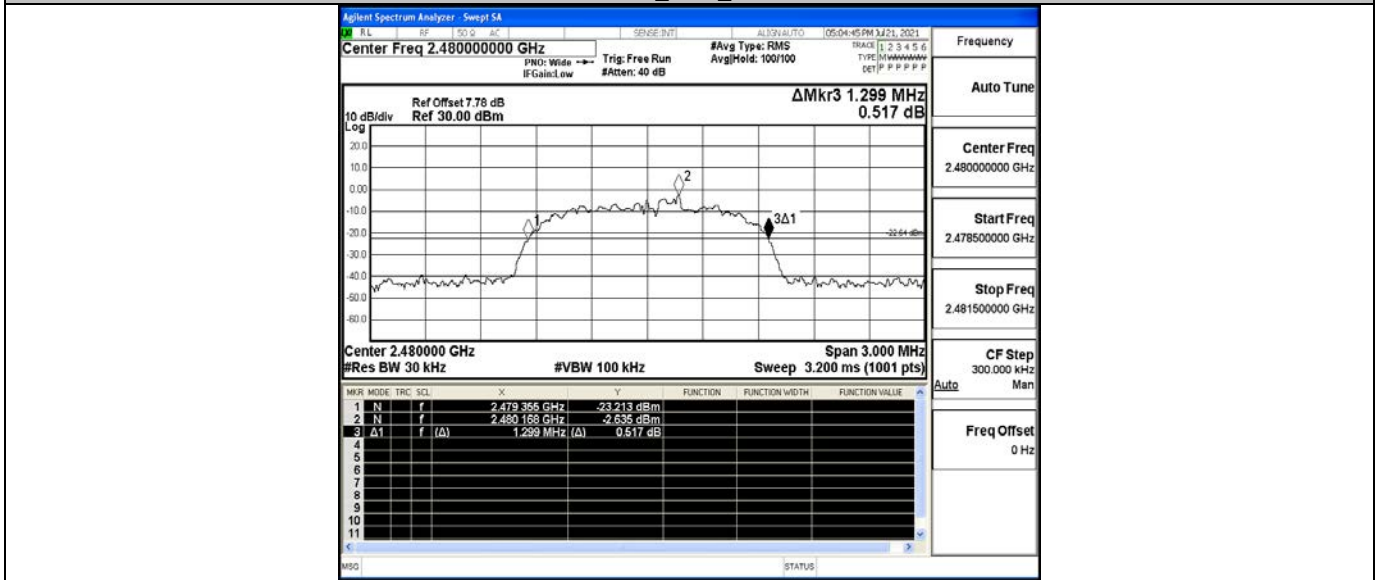 Agilent Spectrum Analyzer - Swept SA
RL RF 50 Ω AC SENSE:INT ALIGN AUTO 05:04:45 PM Jul 21, 2021
Center Freq 2.480000000 GHz
PNO: Wide
IFGain:Low
Trig: Free Run
#Atten: 40 dB
#Avg Type: RMS
Avg|Hold: 100/100
TRACE 1 2 3 4 5 6
TYPE M W W W W W
DET P P P P P P
Ref Offset 7.78 dB
10 dB/div Ref 30.00 dBm
Log
ΔMkr3 1.299 MHz
0.517 dB
20.0
10.0
0.00
-10.0
-20.0
-30.0
-40.0
-50.0
-60.0
1
2
3Δ1
-22.64 dBm
Center 2.480000 GHz Span 3.000 MHz
#Res BW 30 kHz #VBW 100 kHz Sweep 3.200 ms (1001 pts)
MKR MODE TRC SCL X Y FUNCTION FUNCTION WIDTH FUNCTION VALUE
1 N f 2.479 355 GHz -23.213 dBm
2 N f 2.480 168 GHz -2.635 dBm
3 Δ1 f (Δ) 1.299 MHz (Δ) 0.517 dB
4
5
6
7
8
9
10
11
MSG STATUS
Frequency
Auto Tune
Center Freq
2.480000000 GHz
Start Freq
2.478500000 GHz
Stop Freq
2.481500000 GHz
CF Step
300.000 kHz
Auto Man
Freq Offset
0 Hz